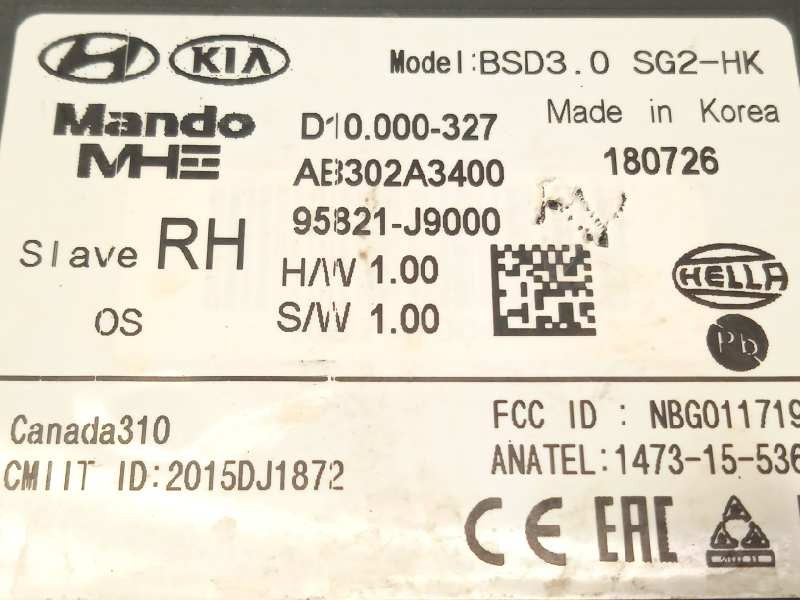 KIA Model:BSD3.0 SG2-HK
Mando D10.000-327 Made in Korea
MHE AB302A3400 180726
Slave RH 95821-J9000
H/W 1.00 HELLA
OS S/W 1.00 Pb
Canada310 FCC ID : NBG011719
CMIIT ID:2015DJ1872 ANATEL:1473-15-536
CE EAC